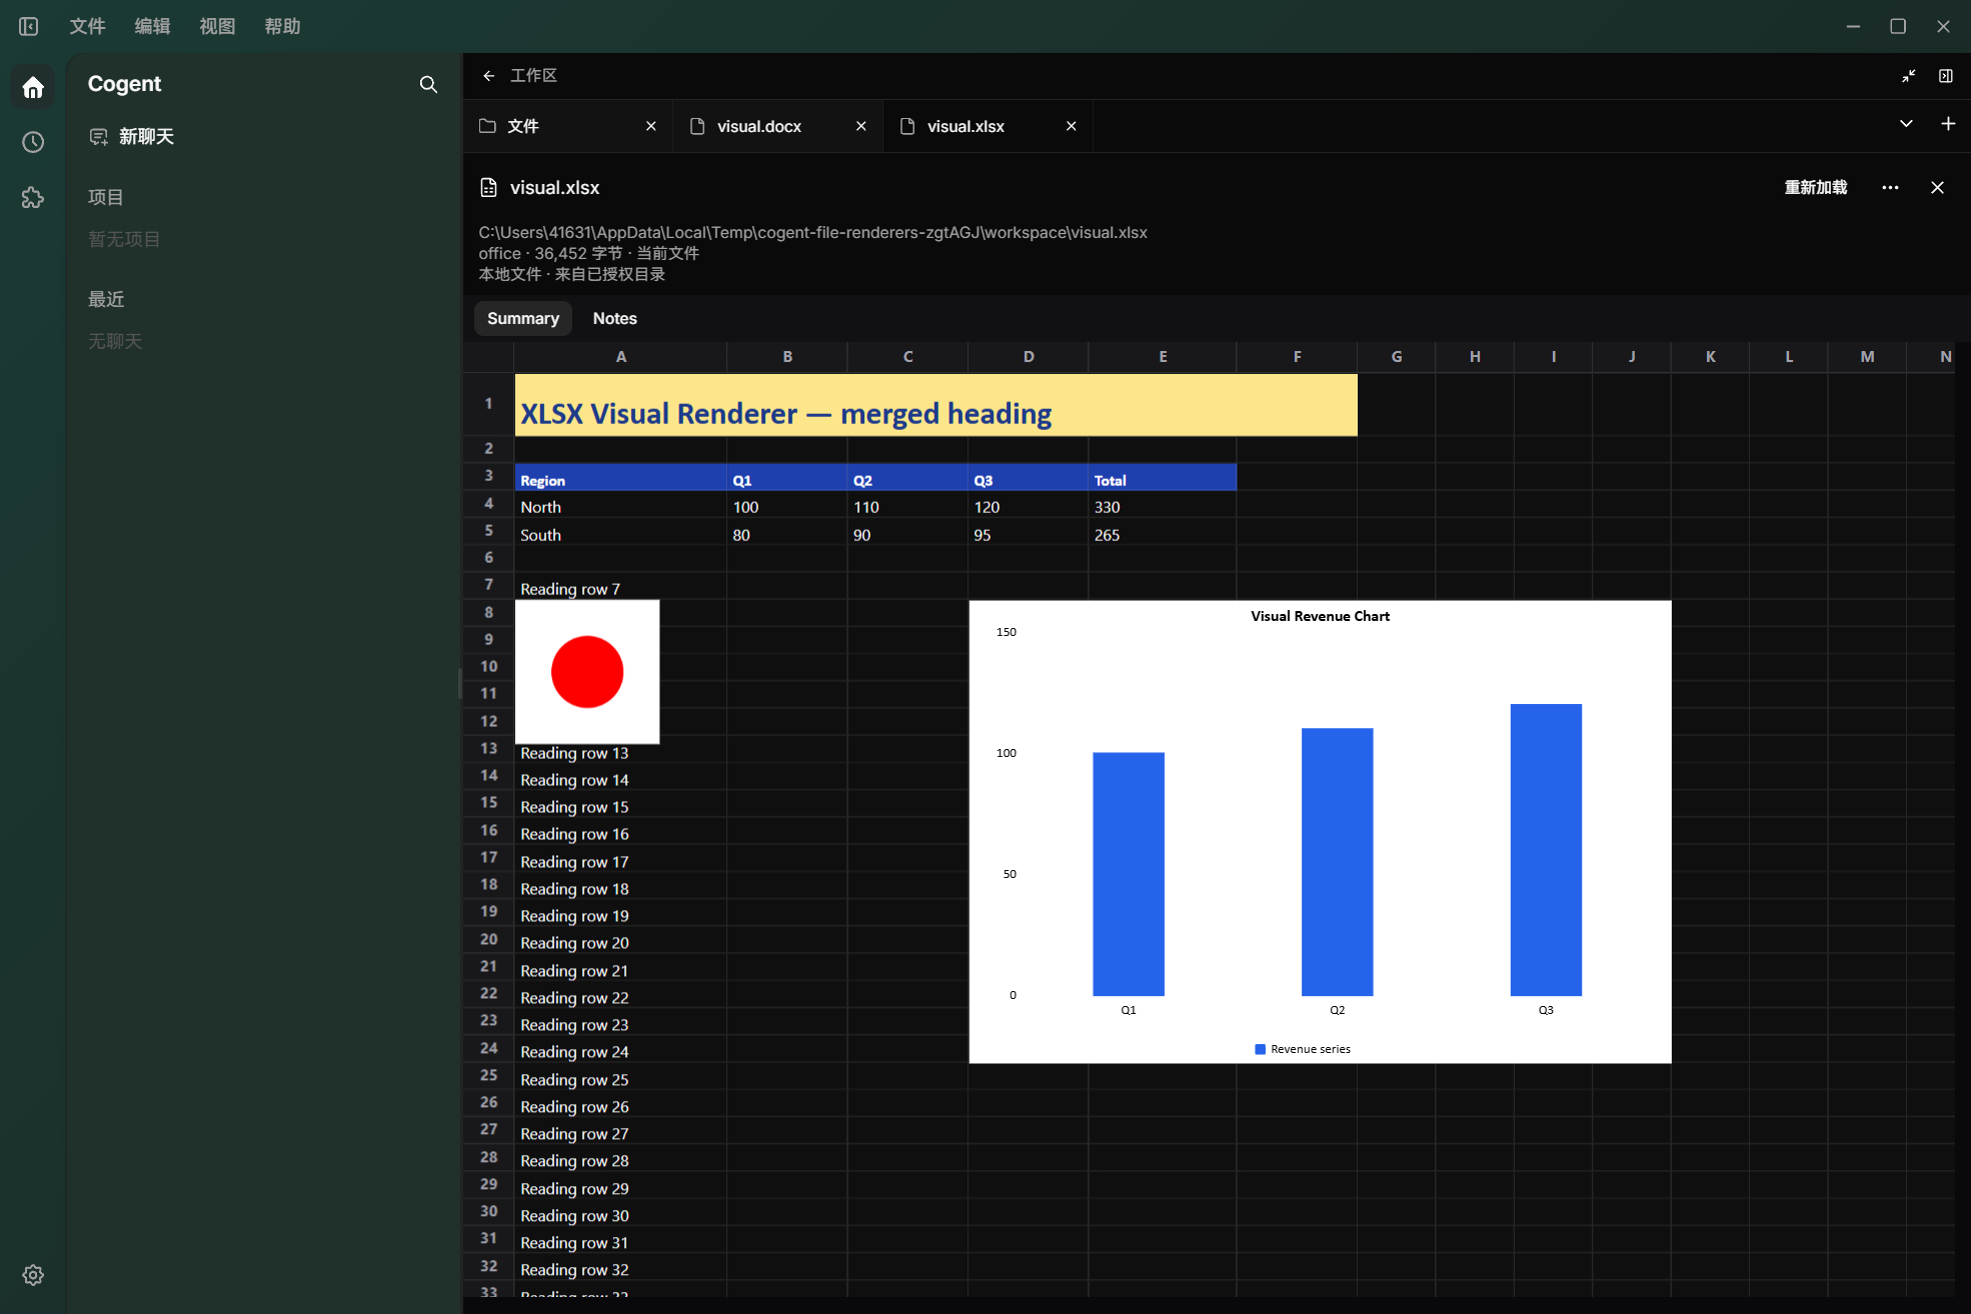 文件 编辑 视图 帮助
Cogent
新聊天
项目
暂无项目
最近
无聊天
工作区
文件 visual.docx visual.xlsx
visual.xlsx 重新加载
C:\Users\41631\AppData\Local\Temp\cogent-file-renderers-zgtAGJ\workspace\visual.xlsx
office · 36,452 字节 · 当前文件
本地文件 · 来自已授权目录
Summary Notes
A B C D E F G H I J K L M N
1 XLSX Visual Renderer — merged heading
2
3 Region Q1 Q2 Q3 Total
4 North 100 110 120 330
5 South 80 90 95 265
6
7 Reading row 7
8
9
10
11
12
13 Reading row 13
14 Reading row 14
15 Reading row 15
16 Reading row 16
17 Reading row 17
18 Reading row 18
19 Reading row 19
20 Reading row 20
21 Reading row 21
22 Reading row 22
23 Reading row 23
24 Reading row 24
25 Reading row 25
26 Reading row 26
27 Reading row 27
28 Reading row 28
29 Reading row 29
30 Reading row 30
31 Reading row 31
32 Reading row 32
33 Reading row 33
Visual Revenue Chart
150
100
50
0
Q1 Q2 Q3
Revenue series